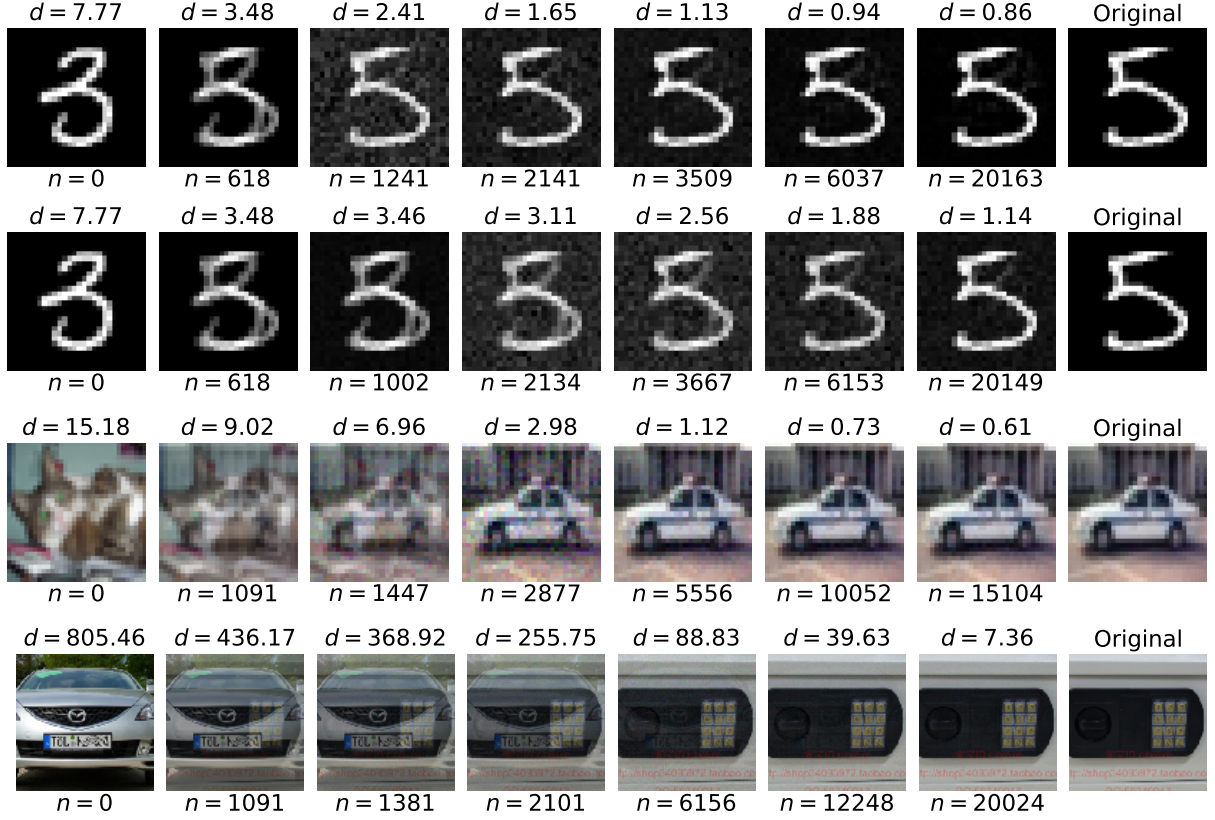 d = 7.77 d = 3.48 d = 2.41 d = 1.65 d = 1.13 d = 0.94 d = 0.86 Original
n = 0 n = 618 n = 1241 n = 2141 n = 3509 n = 6037 n = 20163
d = 7.77 d = 3.48 d = 3.46 d = 3.11 d = 2.56 d = 1.88 d = 1.14 Original
n = 0 n = 618 n = 1002 n = 2134 n = 3667 n = 6153 n = 20149
d = 15.18 d = 9.02 d = 6.96 d = 2.98 d = 1.12 d = 0.73 d = 0.61 Original
n = 0 n = 1091 n = 1447 n = 2877 n = 5556 n = 10052 n = 15104
d = 805.46 d = 436.17 d = 368.92 d = 255.75 d = 88.83 d = 39.63 d = 7.36 Original
n = 0 n = 1091 n = 1381 n = 2101 n = 6156 n = 12248 n = 20024